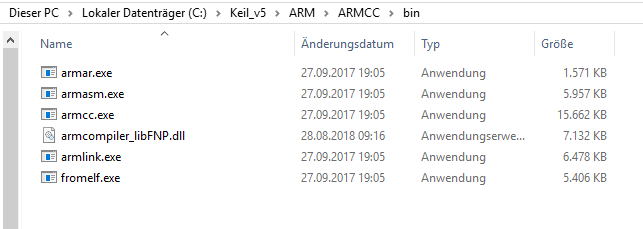 Dieser PC > Lokaler Datenträger (C:) > Keil_v5 > ARM > ARMCC > bin
Name Änderungsdatum Typ Größe
armar.exe 27.09.2017 19:05 Anwendung 1.571 KB
armasm.exe 27.09.2017 19:05 Anwendung 5.957 KB
armcc.exe 27.09.2017 19:05 Anwendung 15.662 KB
armcompiler_libFNP.dll 28.08.2018 09:16 Anwendungserwe... 7.132 KB
armlink.exe 27.09.2017 19:05 Anwendung 6.478 KB
fromelf.exe 27.09.2017 19:05 Anwendung 5.406 KB